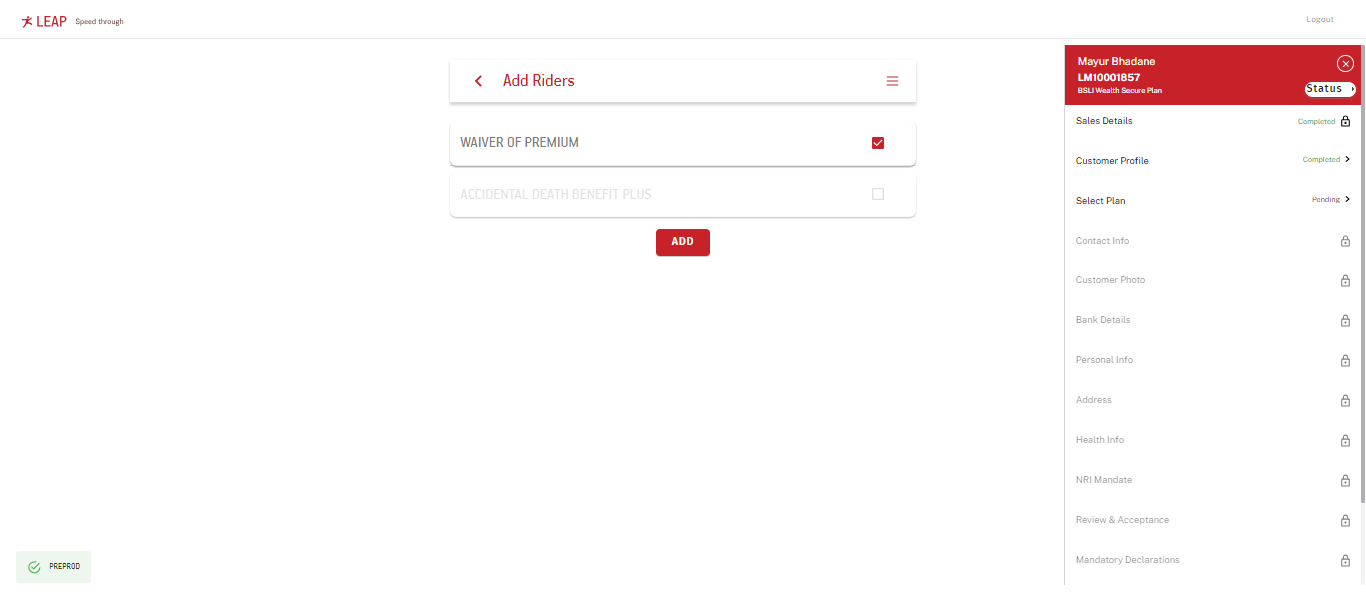 LEAP Speed through
Logout
Add Riders
WAIVER OF PREMIUM
ACCIDENTAL DEATH BENEFIT PLUS
ADD
Mayur Bhadane
LM10001857
BSLI Wealth Secure Plan
Status
Sales Details Completed
Customer Profile Completed
Select Plan Pending
Contact Info
Customer Photo
Bank Details
Personal Info
Address
Health Info
NRI Mandate
Review & Acceptance
Mandatory Declarations
PREPROD